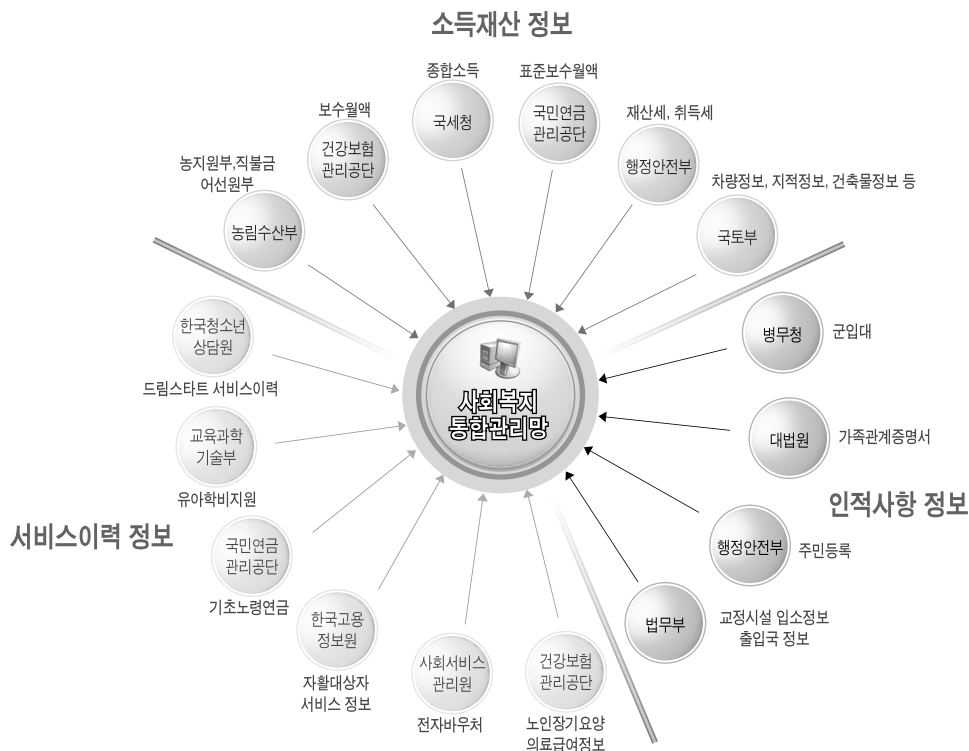 소득재산 정보
종합소득
국세청
표준보수월액
국민연금
관리공단
보수월액
건강보험
관리공단
재산세, 취득세
행정안전부
농지원부,직불금
어선원부
농림수산부
차량정보, 지적정보, 건축물정보 등
국토부
한국청소년
상담원
드림스타트 서비스이력
병무청
군입대
사회복지
통합관리망
교육과학
기술부
유아학비지원
대법원
가족관계증명서
서비스이력 정보
인적사항 정보
국민연금
관리공단
기초노령연금
행정안전부
주민등록
한국고용
정보원
자활대상자
서비스 정보
법무부
교정시설 입소정보
출입국 정보
사회서비스
관리원
전자바우처
건강보험
관리공단
노인장기요양
의료급여정보